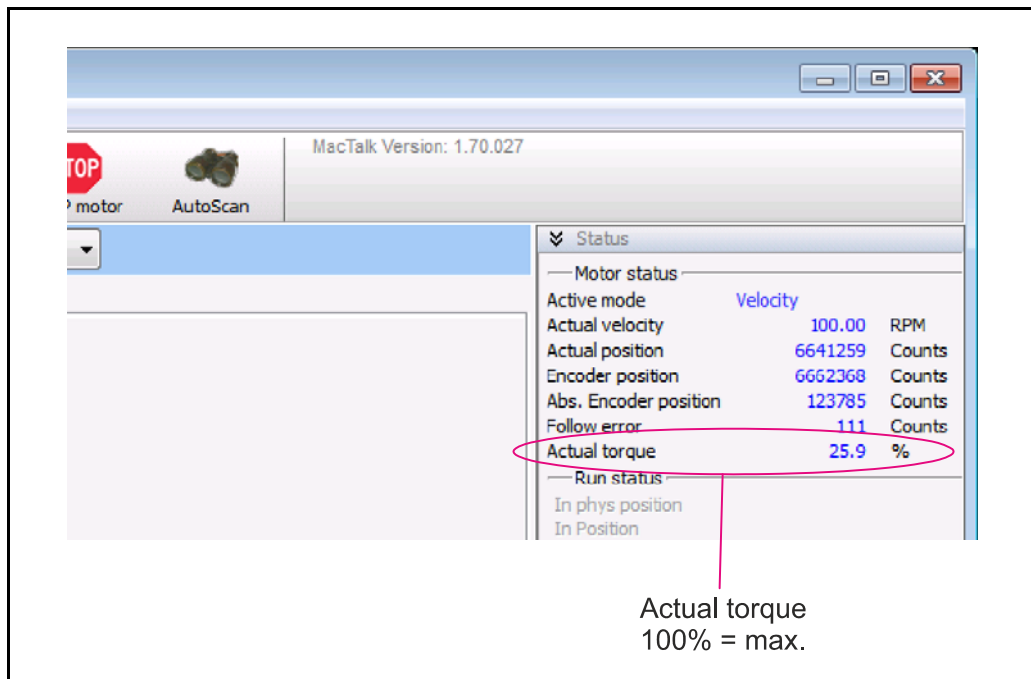 MacTalk Version: 1.70.027
TOP
motor
AutoScan
Status
Motor status
Active mode Velocity
Actual velocity 100.00 RPM
Actual position 6641259 Counts
Encoder position 6662368 Counts
Abs. Encoder position 123785 Counts
Follow error 111 Counts
Actual torque 25.9 %
Run status
In phys position
In Position
Actual torque
100% = max.